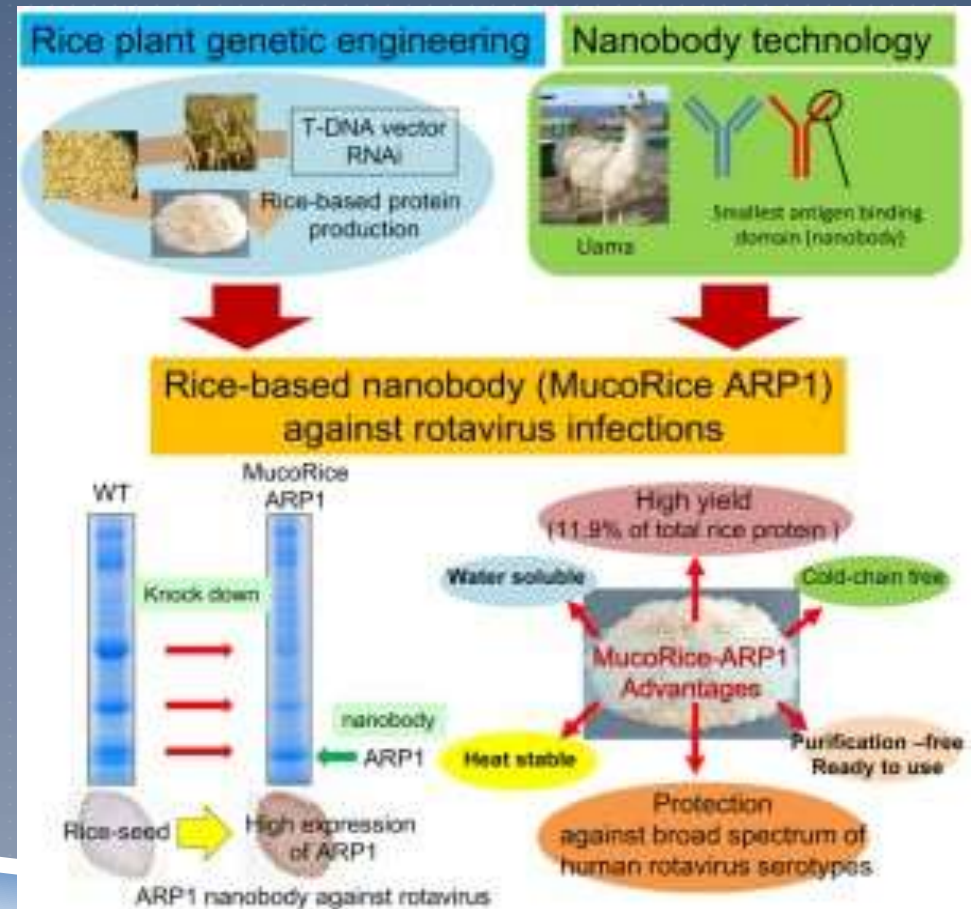 Rice plant genetic engineering
Nanobody technology
T-DNA vector
RNAi
Rice-based protein
production
Llama
Smallest antigen binding
domain (nanobody)
Rice-based nanobody (MucoRice ARP1)
against rotavirus infections
WT
MucoRice
ARP1
Knock down
nanobody
ARP1
Rice-seed
High expression
of ARP1
ARP1 nanobody against rotavirus
High yield
(11.9% of total rice protein )
Water soluble
Cold-chain free
MucoRice-ARP1
Advantages
Heat stable
Purification –free
Ready to use
Protection
against broad spectrum of
human rotavirus serotypes